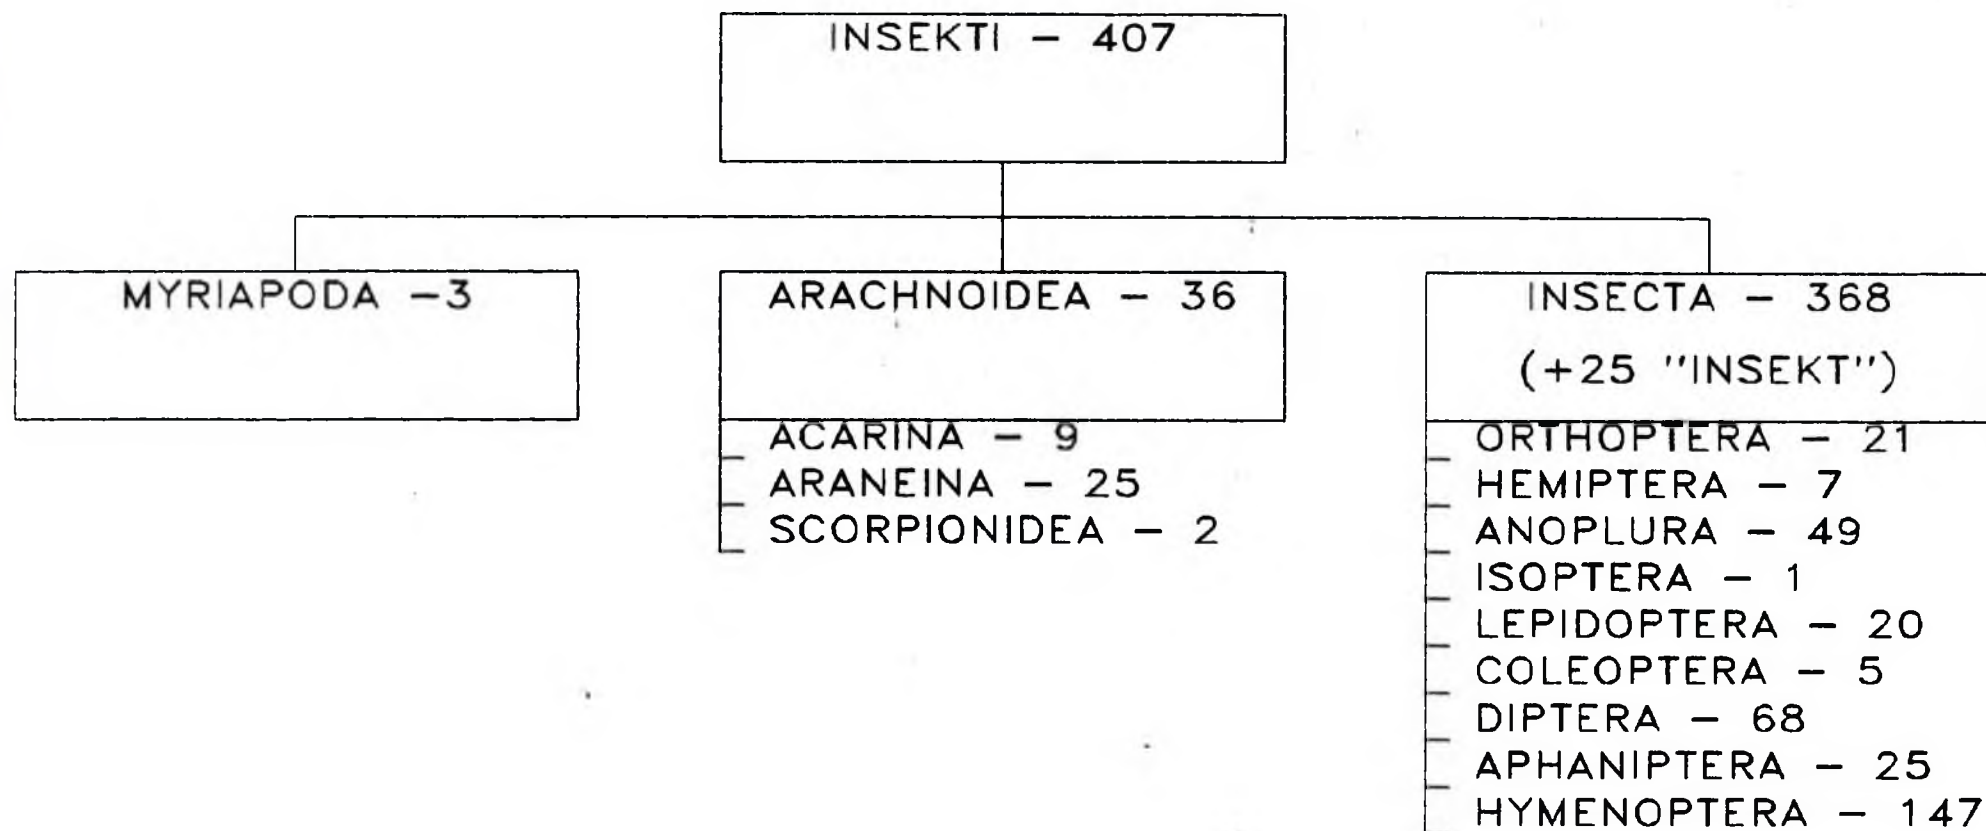 INSEKTI – 407
MYRIAPODA –3
ARACHNOIDEA – 36
ACARINA – 9
ARANEINA – 25
SCORPIONIDEA – 2
INSECTA – 368
(+25 "INSEKT")
ORTHOPTERA – 21
HEMIPTERA – 7
ANOPLURA – 49
ISOPTERA – 1
LEPIDOPTERA – 20
COLEOPTERA – 5
DIPTERA – 68
APHANIPTERA – 25
HYMENOPTERA – 147